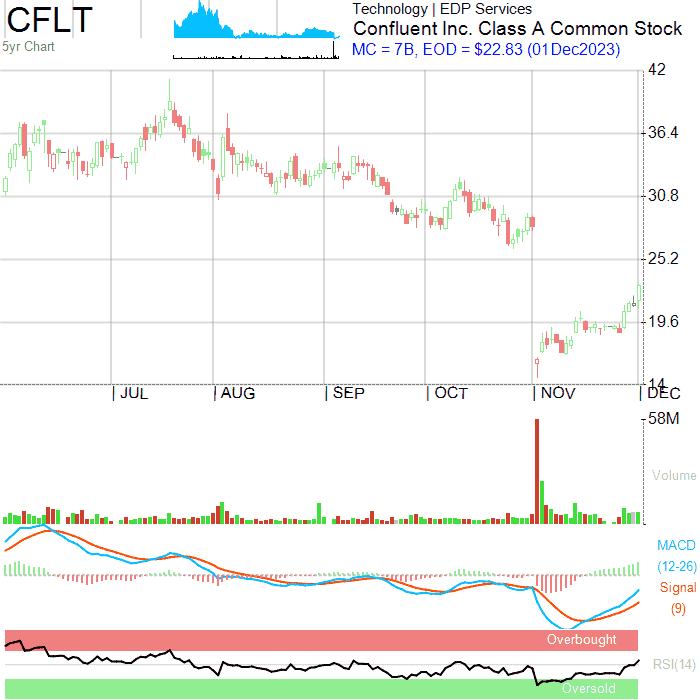 CFLT
5yr Chart
Technology | EDP Services
Confluent Inc. Class A Common Stock
MC = 7B, EOD = $22.83 (01Dec2023)
42
36.4
30.8
25.2
19.6
14
| JUL | AUG | SEP | OCT | NOV | DEC
58M
Volume
MACD
(12-26)
Signal
(9)
Overbought
RSI(14)
Oversold